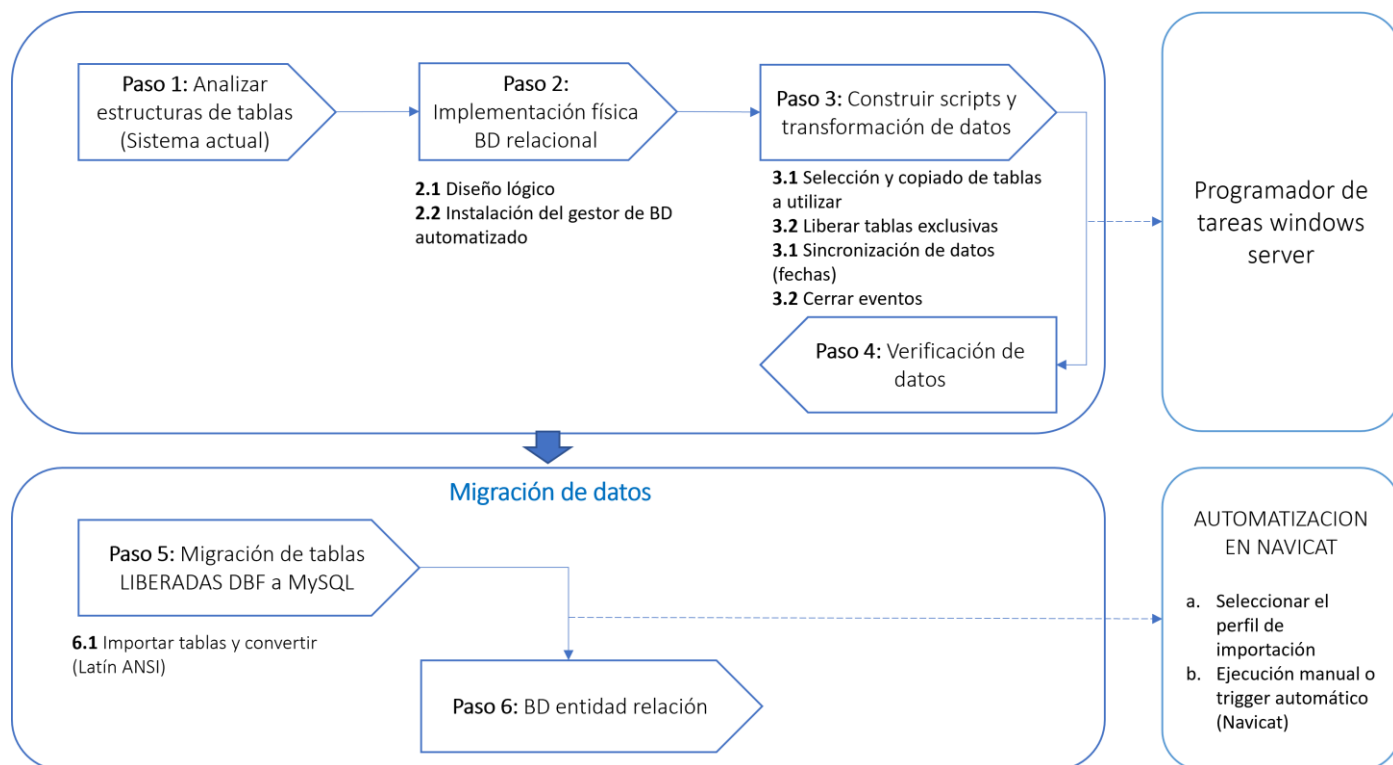 Paso 1: Analizar
estructuras de tablas
(Sistema actual)
Paso 2:
Implementación física
BD relacional
2.1 Diseño lógico
2.2 Instalación del gestor de BD
automatizado
Paso 3: Construir scripts y
transformación de datos
3.1 Selección y copiado de tablas
a utilizar
3.2 Liberar tablas exclusivas
3.1 Sincronización de datos
(fechas)
3.2 Cerrar eventos
Paso 4: Verificación de
datos
Programador de
tareas windows
server
Migración de datos
Paso 5: Migración de tablas
LIBERADAS DBF a MySQL
6.1 Importar tablas y convertir
(Latín ANSI)
Paso 6: BD entidad relación
AUTOMATIZACION
EN NAVICAT
a. Seleccionar el
perfil de
importación
b. Ejecución manual o
trigger automático
(Navicat)